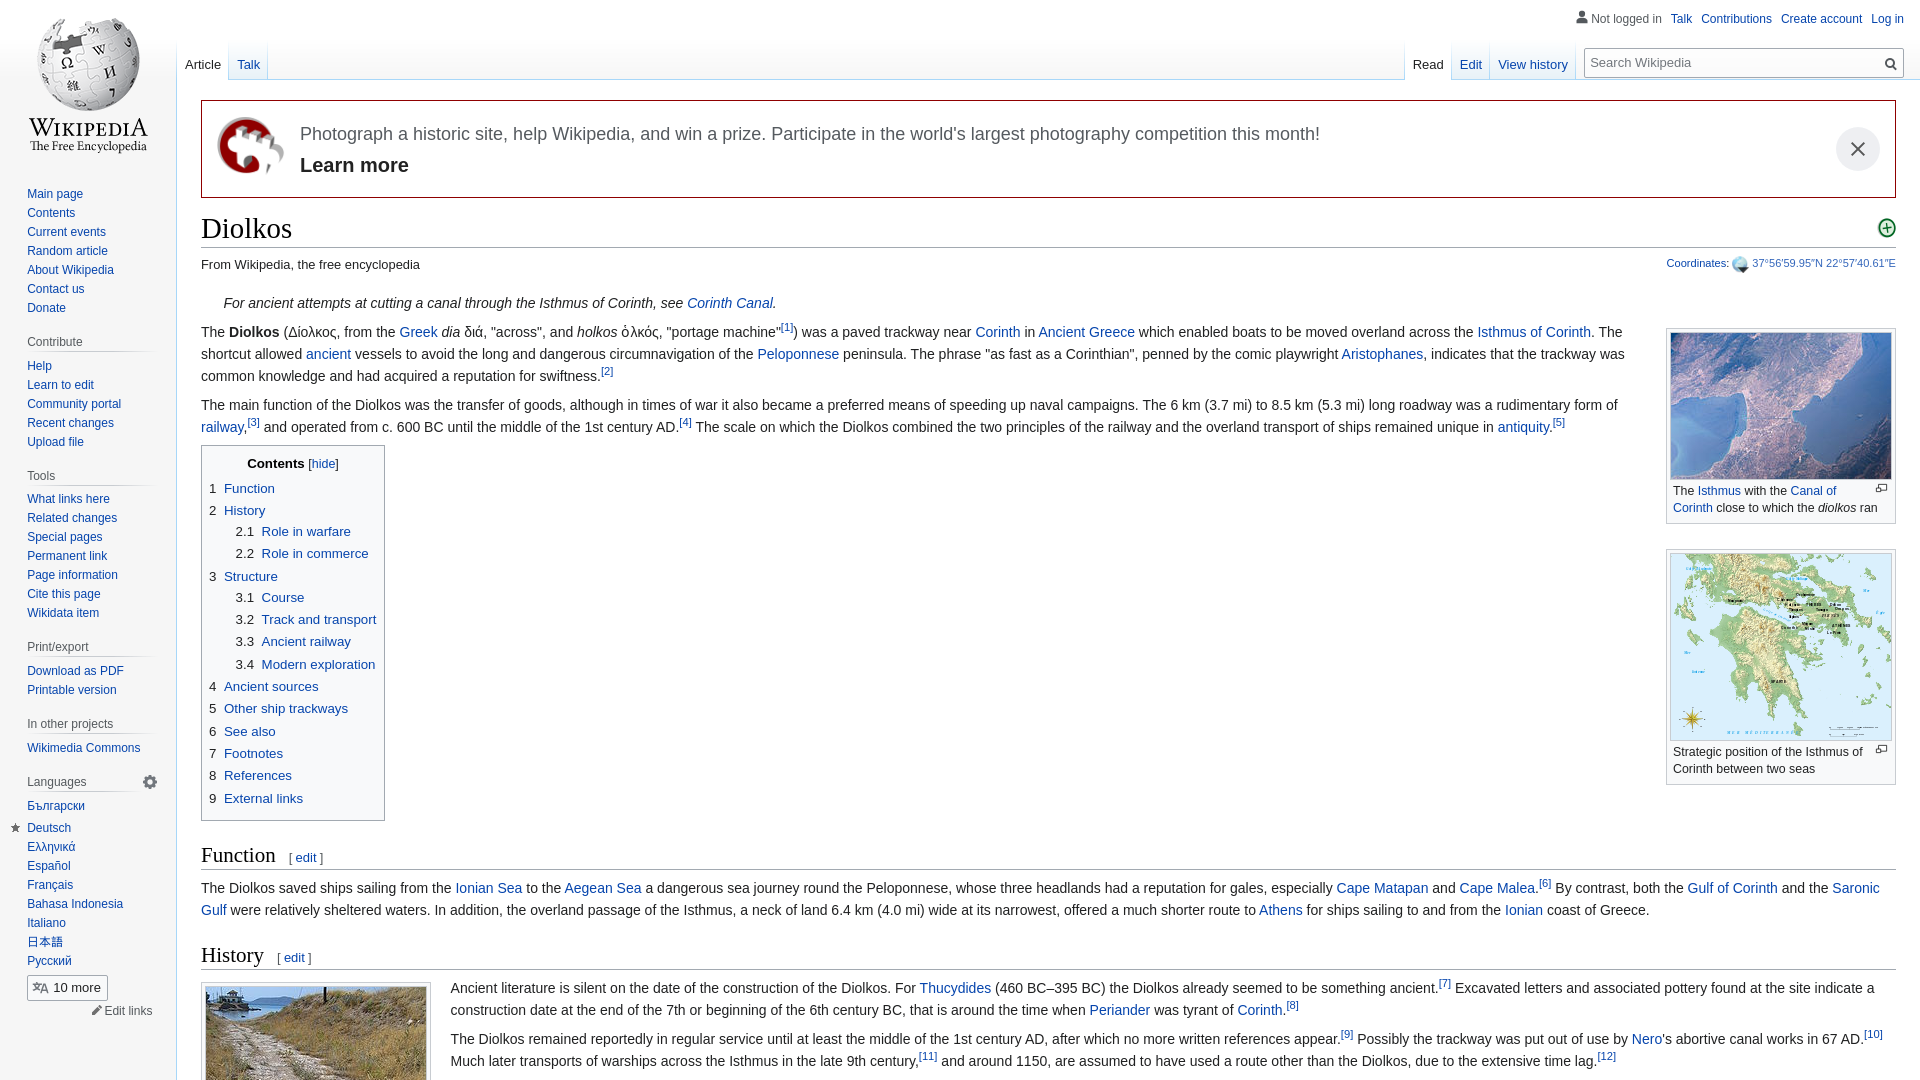 Not logged in Talk Contributions Create account Log in
Article Talk Read Edit View history Search Wikipedia
WIKIPEDIA
The Free Encyclopedia
Main page
Contents
Current events
Random article
About Wikipedia
Contact us
Donate
Contribute
Help
Learn to edit
Community portal
Recent changes
Upload file
Tools
What links here
Related changes
Special pages
Permanent link
Page information
Cite this page
Wikidata item
Print/export
Download as PDF
Printable version
In other projects
Wikimedia Commons
Languages
Български
Deutsch
Ελληνικά
Español
Français
Bahasa Indonesia
Italiano
日本語
Русский
10 more
Edit links
Photograph a historic site, help Wikipedia, and win a prize. Participate in the world's largest photography competition this month!
Learn more
Diolkos
From Wikipedia, the free encyclopedia
Coordinates: 37°56′59.95″N 22°57′40.61″E
For ancient attempts at cutting a canal through the Isthmus of Corinth, see Corinth Canal.
The Diolkos (Δίολκος, from the Greek dia διά, "across", and holkos ὁλκός, "portage machine"[1]) was a paved trackway near Corinth in Ancient Greece which enabled boats to be moved overland across the Isthmus of Corinth. The
shortcut allowed ancient vessels to avoid the long and dangerous circumnavigation of the Peloponnese peninsula. The phrase "as fast as a Corinthian", penned by the comic playwright Aristophanes, indicates that the trackway was
common knowledge and had acquired a reputation for swiftness.[2]
The main function of the Diolkos was the transfer of goods, although in times of war it also became a preferred means of speeding up naval campaigns. The 6 km (3.7 mi) to 8.5 km (5.3 mi) long roadway was a rudimentary form of
railway,[3] and operated from c. 600 BC until the middle of the 1st century AD.[4] The scale on which the Diolkos combined the two principles of the railway and the overland transport of ships remained unique in antiquity.[5]
The Isthmus with the Canal of
Corinth close to which the diolkos ran
Strategic position of the Isthmus of
Corinth between two seas
Contents [hide]
1 Function
2 History
2.1 Role in warfare
2.2 Role in commerce
3 Structure
3.1 Course
3.2 Track and transport
3.3 Ancient railway
3.4 Modern exploration
4 Ancient sources
5 Other ship trackways
6 See also
7 Footnotes
8 References
9 External links
Function [ edit ]
The Diolkos saved ships sailing from the Ionian Sea to the Aegean Sea a dangerous sea journey round the Peloponnese, whose three headlands had a reputation for gales, especially Cape Matapan and Cape Malea.[6] By contrast, both the Gulf of Corinth and the Saronic
Gulf were relatively sheltered waters. In addition, the overland passage of the Isthmus, a neck of land 6.4 km (4.0 mi) wide at its narrowest, offered a much shorter route to Athens for ships sailing to and from the Ionian coast of Greece.
History [ edit ]
Ancient literature is silent on the date of the construction of the Diolkos. For Thucydides (460 BC–395 BC) the Diolkos already seemed to be something ancient.[7] Excavated letters and associated pottery found at the site indicate a
construction date at the end of the 7th or beginning of the 6th century BC, that is around the time when Periander was tyrant of Corinth.[8]
The Diolkos remained reportedly in regular service until at least the middle of the 1st century AD, after which no more written references appear.[9] Possibly the trackway was put out of use by Nero's abortive canal works in 67 AD.[10]
Much later transports of warships across the Isthmus in the late 9th century,[11] and around 1150, are assumed to have used a route other than the Diolkos, due to the extensive time lag.[12]